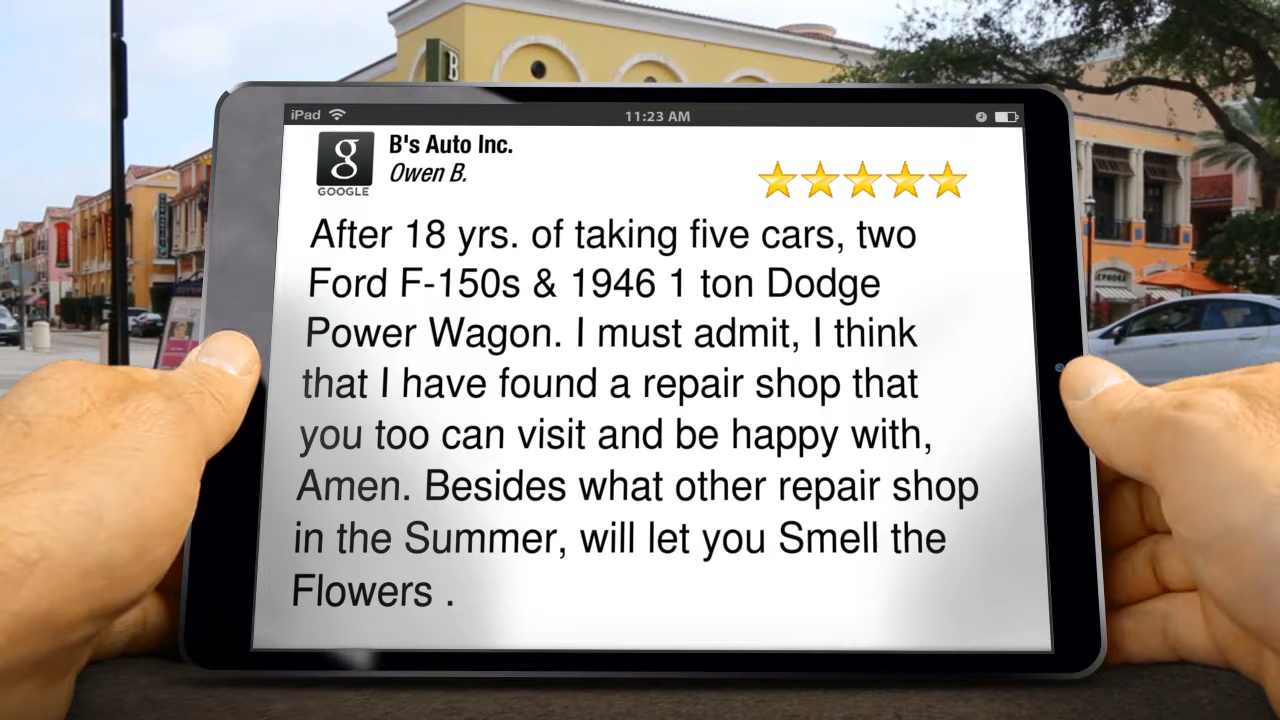 B
iPad
11:23 AM
g
GOOGLE
B's Auto Inc.
Owen B.
After 18 yrs. of taking five cars, two
Ford F-150s & 1946 1 ton Dodge
Power Wagon. I must admit, I think
that I have found a repair shop that
you too can visit and be happy with,
Amen. Besides what other repair shop
in the Summer, will let you Smell the
Flowers .
SEPHORA